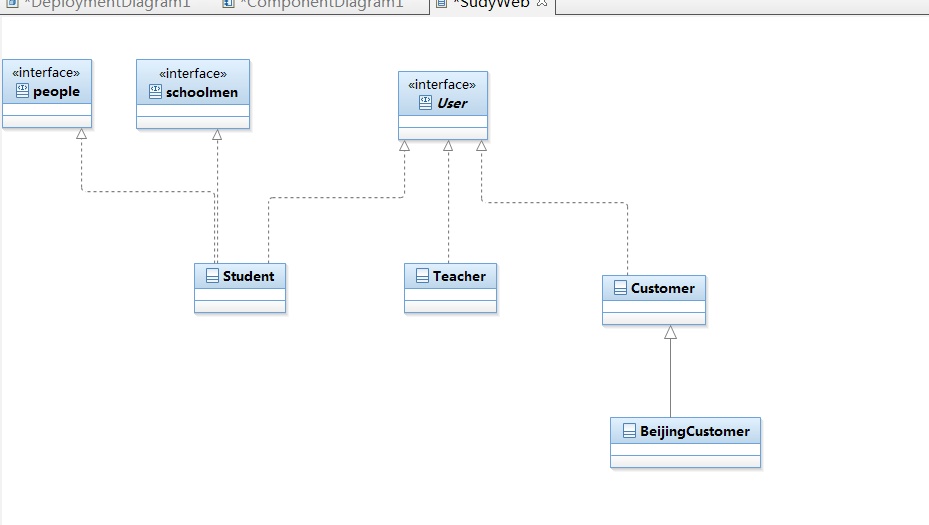 *DeploymentDiagram1
*ComponentDiagram1
*SudyWeb
«interface»
people
«interface»
schoolmen
«interface»
User
Student
Teacher
Customer
BeijingCustomer